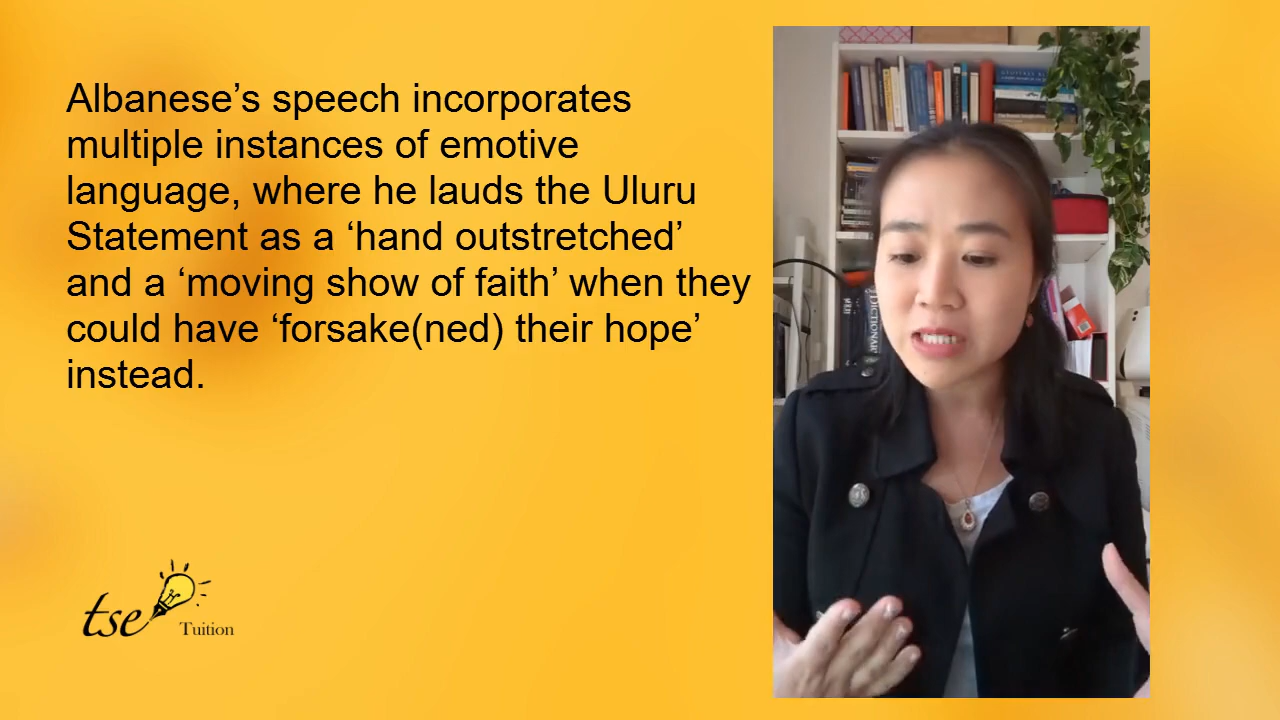 Albanese’s speech incorporates
multiple instances of emotive
language, where he lauds the Uluru
Statement as a ‘hand outstretched’
and a ‘moving show of faith’ when they
could have ‘forsake(ned) their hope’
instead.
tse Tuition
DICTIONARY